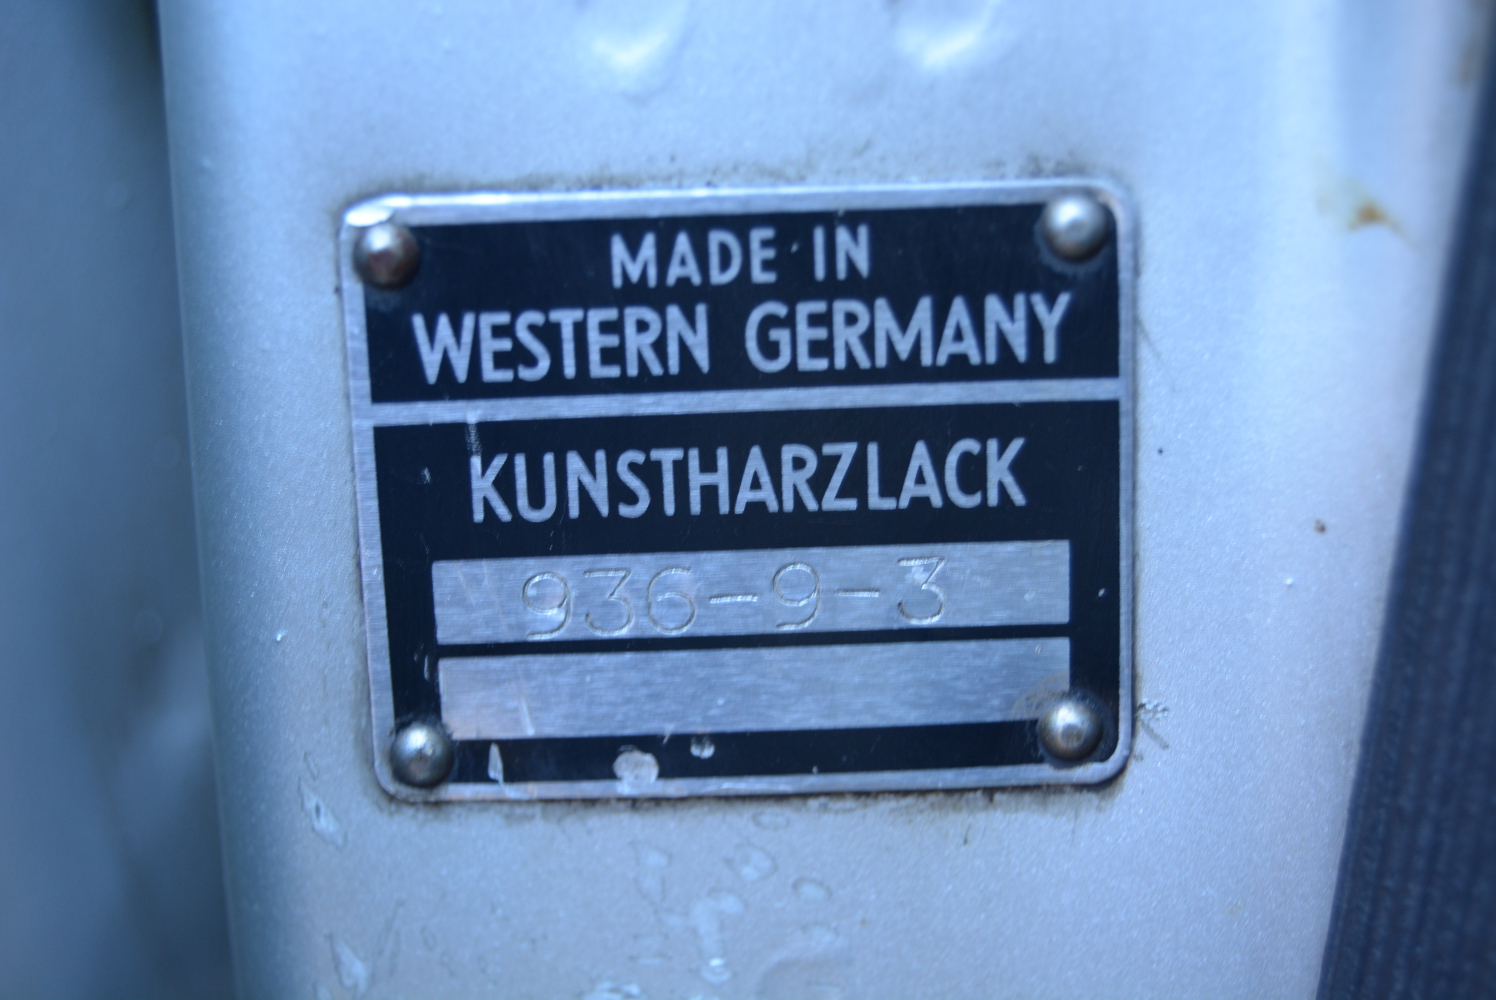 MADE IN
WESTERN GERMANY
KUNSTHARZLACK
936-9-3